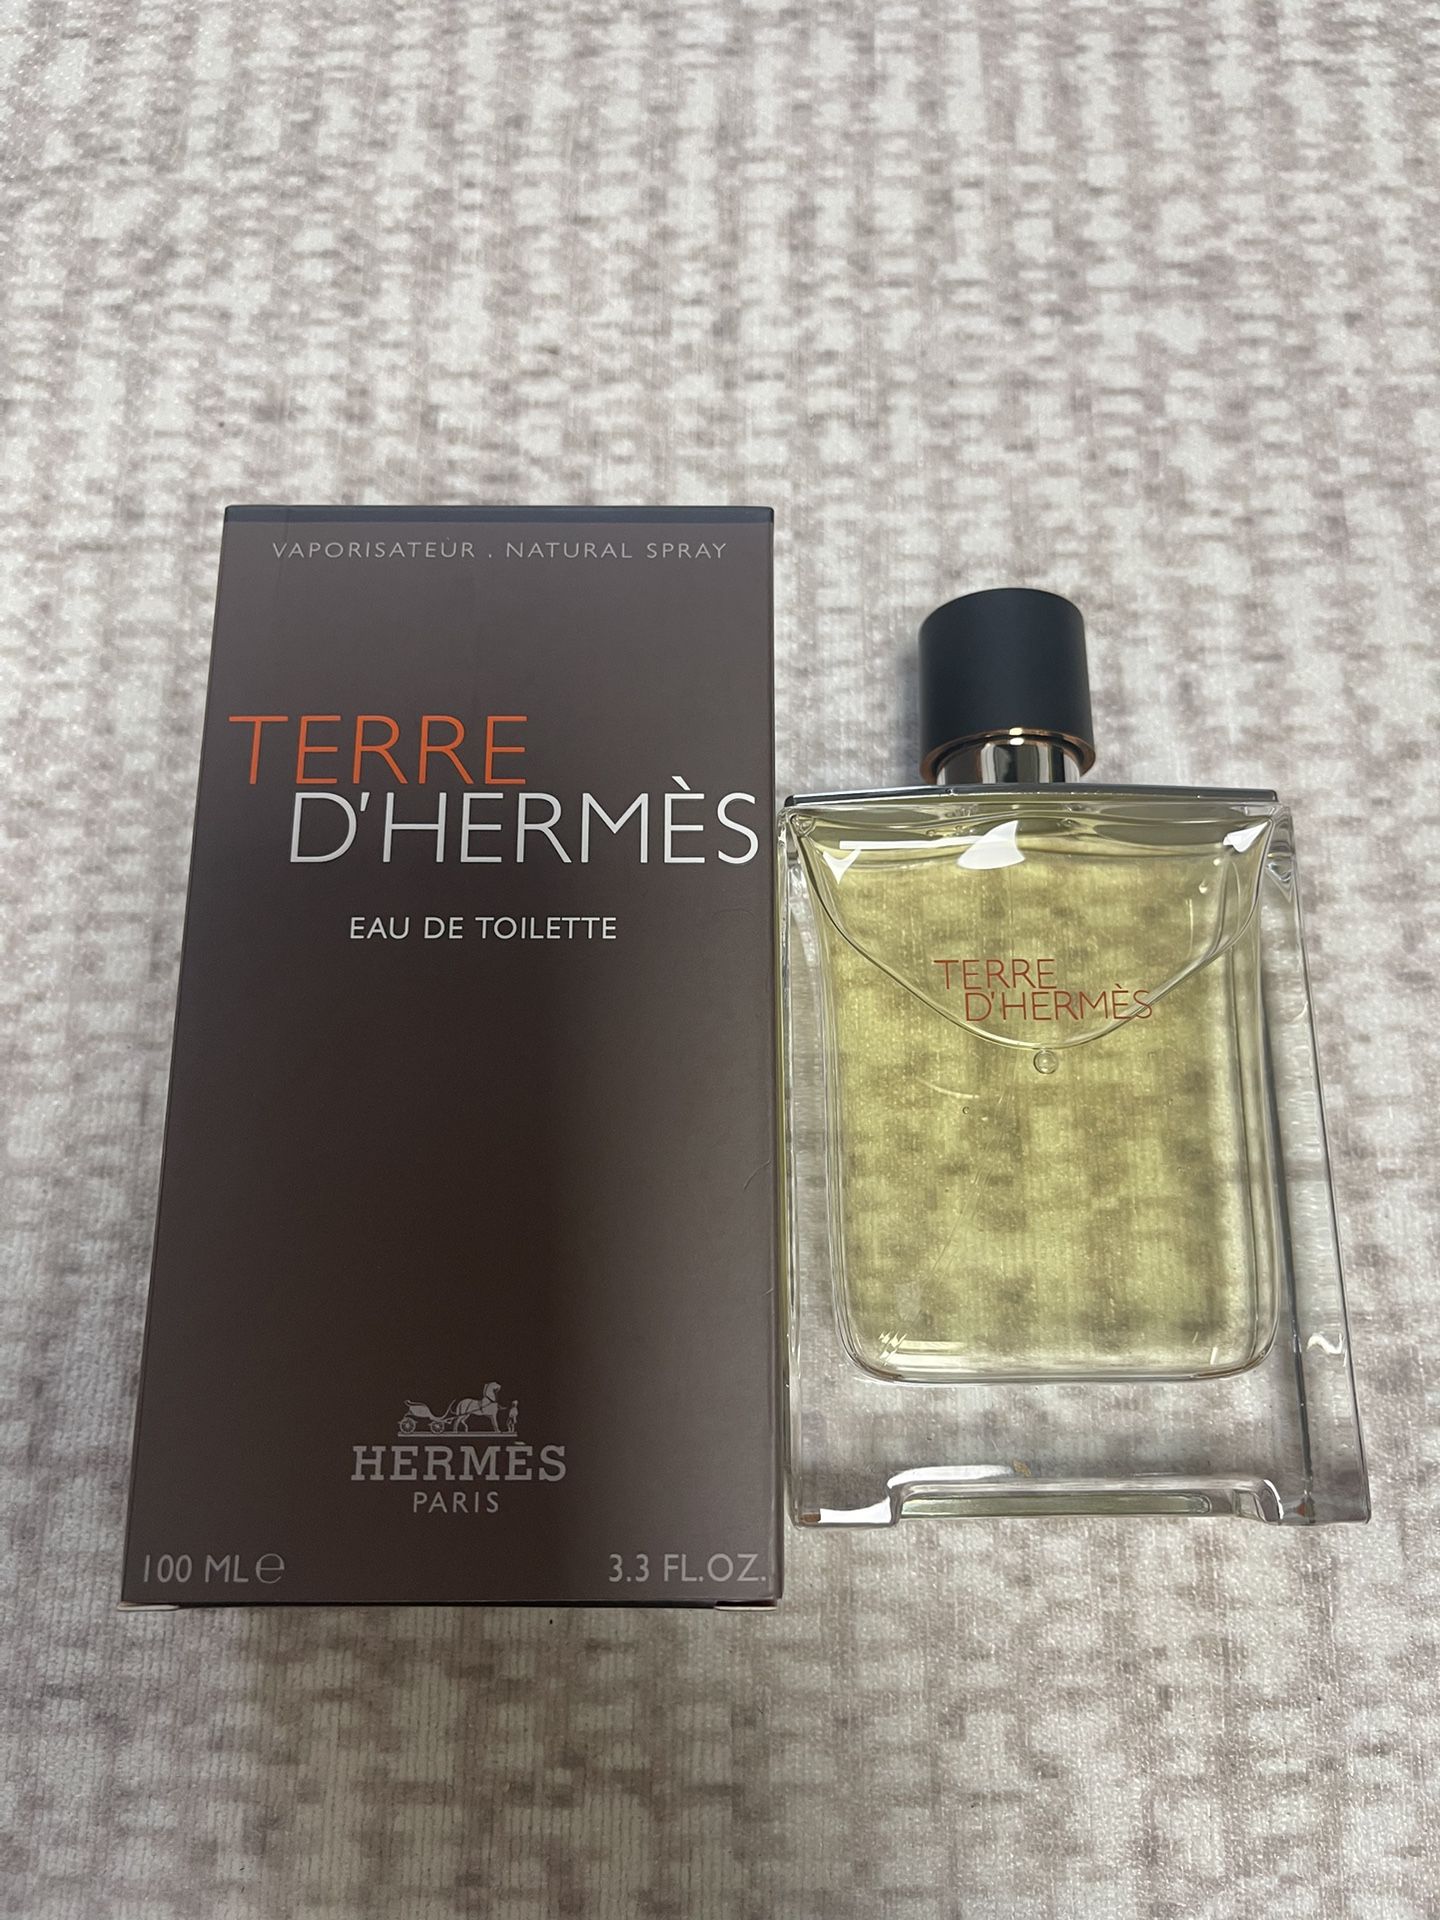 VAPORISATEUR . NATURAL SPRAY
TERRE
D'HERMÈS
EAU DE TOILETTE
HERMÈS
PARIS
100 ML ℮
3.3 FL.OZ.
TERRE
D'HERMÈS